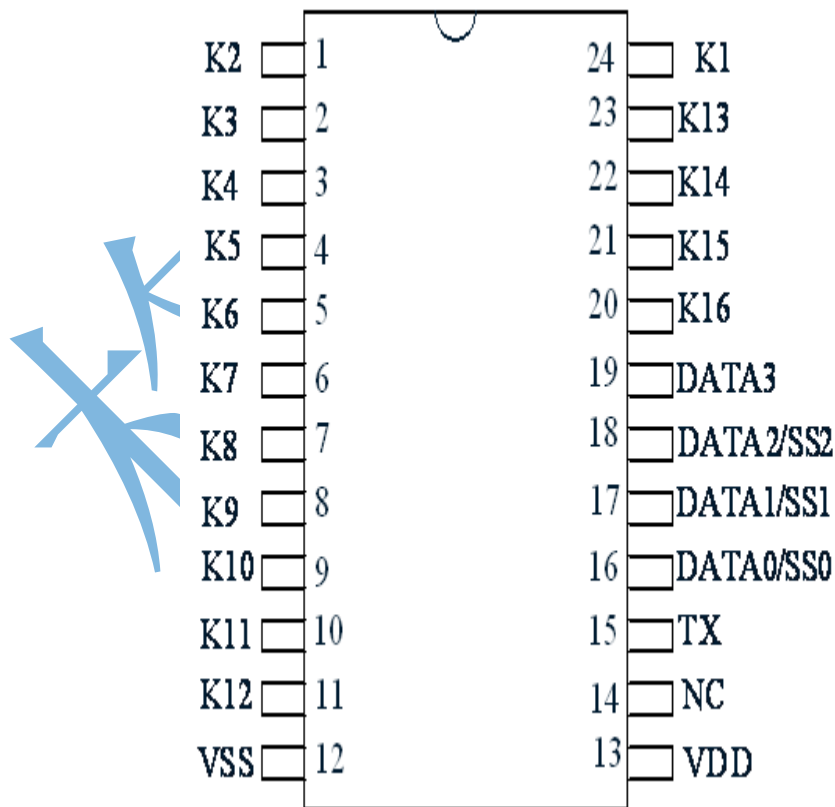 K2 1 24 K1
K3 2 23 K13
K4 3 22 K14
K5 4 21 K15
K6 5 20 K16
K7 6 19 DATA3
K8 7 18 DATA2/SS2
K9 8 17 DATA1/SS1
K10 9 16 DATA0/SS0
K11 10 15 TX
K12 11 14 NC
VSS 12 13 VDD